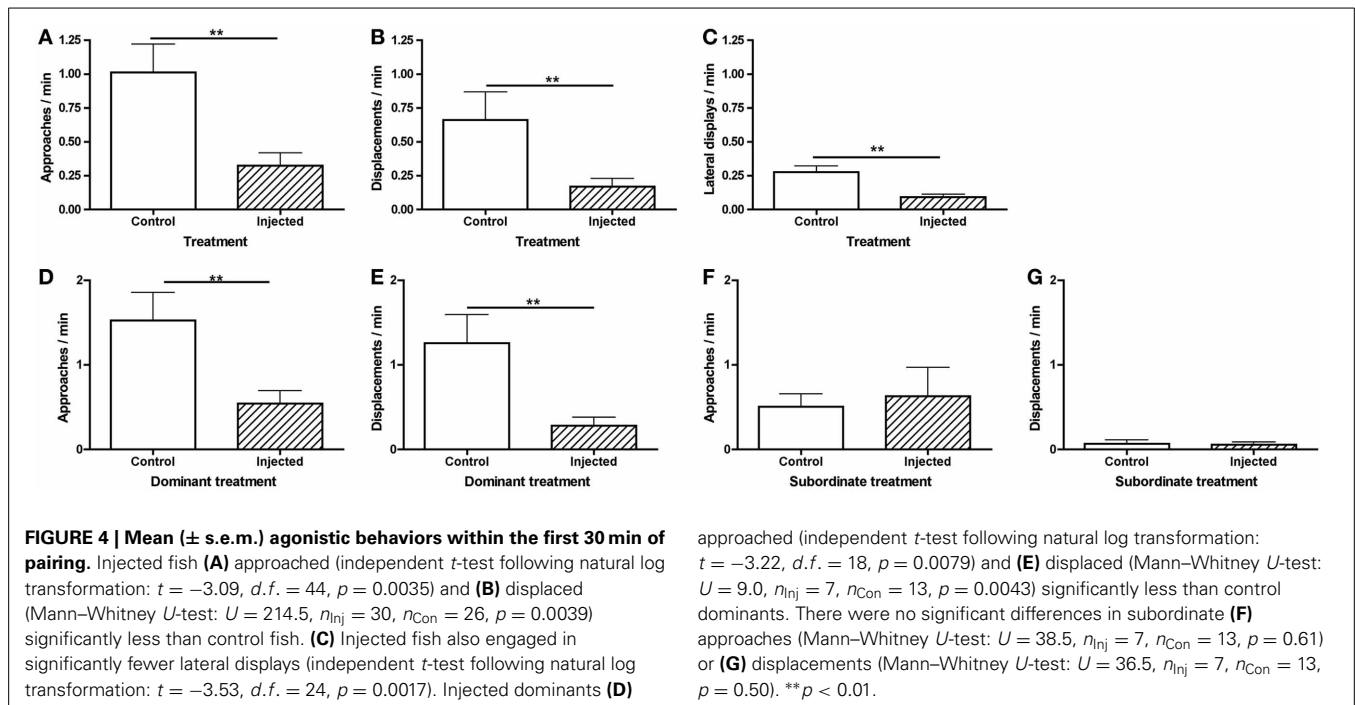 A
**
1.25
1.00
0.75
0.50
0.25
0.00
Approaches / min
Control
Injected
Treatment
B
**
1.25
1.00
0.75
0.50
0.25
0.00
Displacements / min
Control
Injected
Treatment
C
**
1.25
1.00
0.75
0.50
0.25
0.00
Lateral displays / min
Control
Injected
Treatment
D
**
2
1
0
Approaches / min
Control
Injected
Dominant treatment
E
**
2
1
0
Displacements / min
Control
Injected
Dominant treatment
F
2
1
0
Approaches / min
Control
Injected
Subordinate treatment
G
2
1
0
Displacements / min
Control
Injected
Subordinate treatment
FIGURE 4 | Mean (± s.e.m.) agonistic behaviors within the first 30 min of
pairing. Injected fish (A) approached (independent t-test following natural log
transformation: t = −3.09, d.f. = 44, p = 0.0035) and (B) displaced
(Mann–Whitney U-test: U = 214.5, nInj = 30, nCon = 26, p = 0.0039)
significantly less than control fish. (C) Injected fish also engaged in
significantly fewer lateral displays (independent t-test following natural log
transformation: t = −3.53, d.f. = 24, p = 0.0017). Injected dominants (D)
approached (independent t-test following natural log transformation:
t = −3.22, d.f. = 18, p = 0.0079) and (E) displaced (Mann–Whitney U-test:
U = 9.0, nInj = 7, nCon = 13, p = 0.0043) significantly less than control
dominants. There were no significant differences in subordinate (F)
approaches (Mann–Whitney U-test: U = 38.5, nInj = 7, nCon = 13, p = 0.61)
or (G) displacements (Mann–Whitney U-test: U = 36.5, nInj = 7, nCon = 13,
p = 0.50). **p < 0.01.